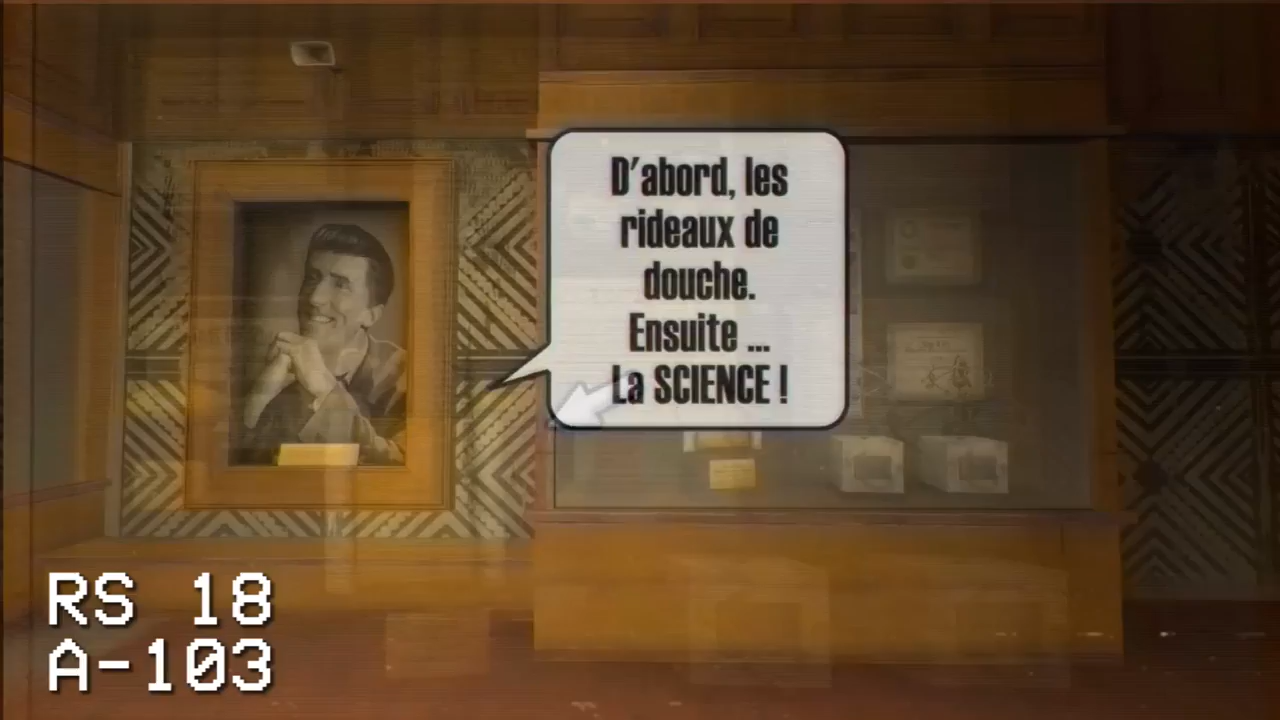 D'abord, les
rideaux de
douche.
Ensuite ...
La SCIENCE !
RS 18
A-103